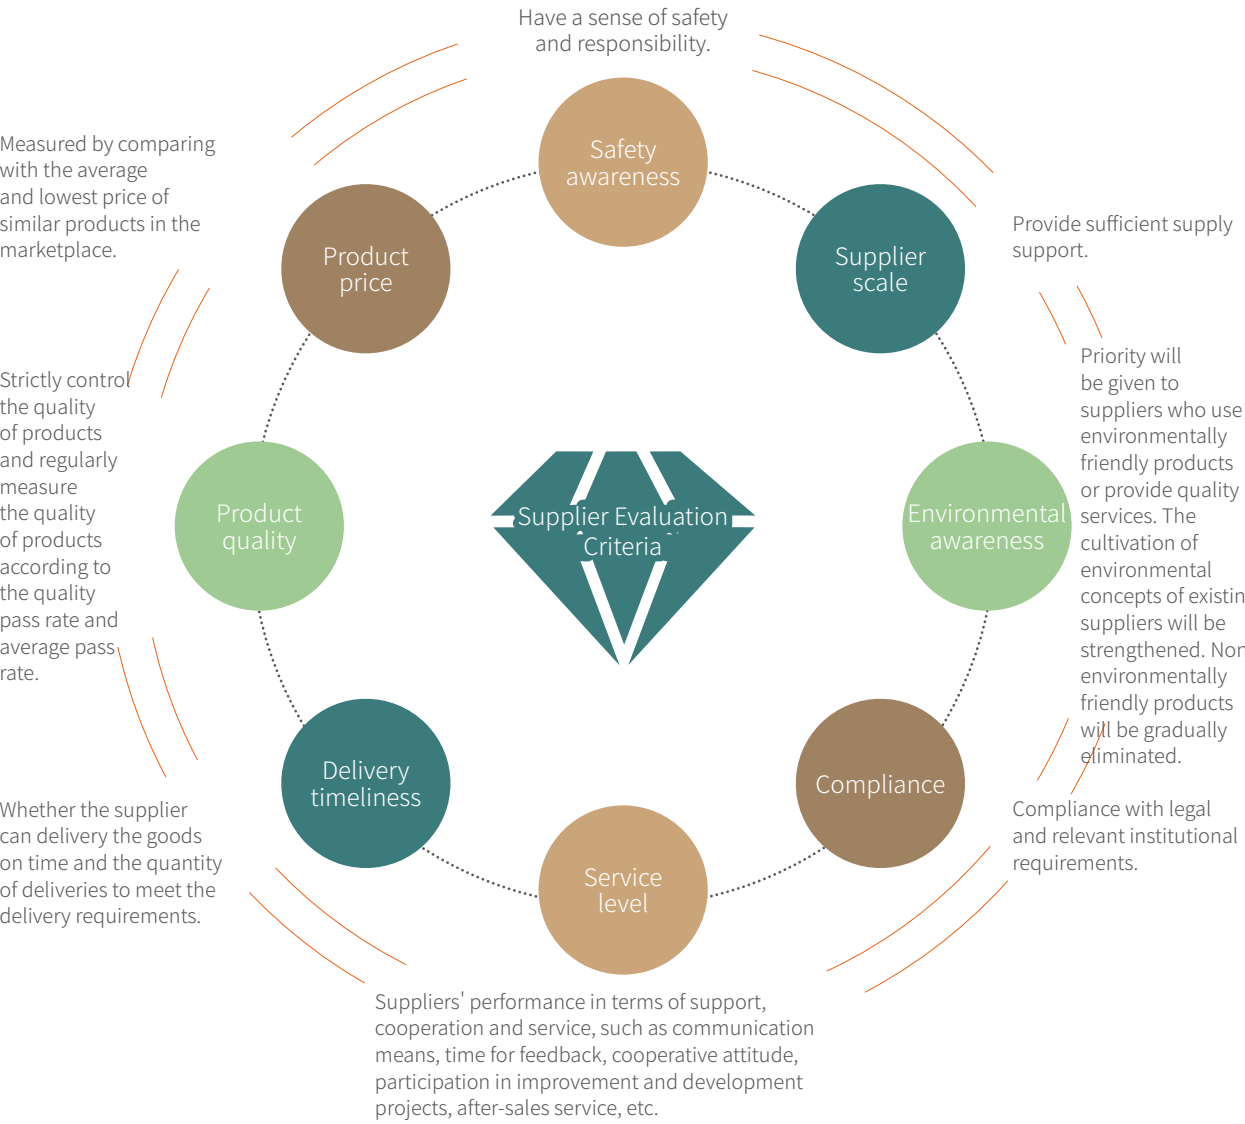 Have a sense of safety
and responsibility.
Safety
awareness
Supplier
scale
Provide sufficient supply
support.
Environmental
awareness
Priority will
be given to
suppliers who use
environmentally
friendly products
or provide quality
services. The
cultivation of
environmental
concepts of existin
suppliers will be
strengthened. Non
environmentally
friendly products
will be gradually
eliminated.
Compliance
Compliance with legal
and relevant institutional
requirements.
Service
level
Suppliers' performance in terms of support,
cooperation and service, such as communication
means, time for feedback, cooperative attitude,
participation in improvement and development
projects, after-sales service, etc.
Delivery
timeliness
Whether the supplier
can delivery the goods
on time and the quantity
of deliveries to meet the
delivery requirements.
Product
quality
Strictly control
the quality
of products
and regularly
measure
the quality
of products
according to
the quality
pass rate and
average pass
rate.
Product
price
Measured by comparing
with the average
and lowest price of
similar products in the
marketplace.
Supplier Evaluation
Criteria